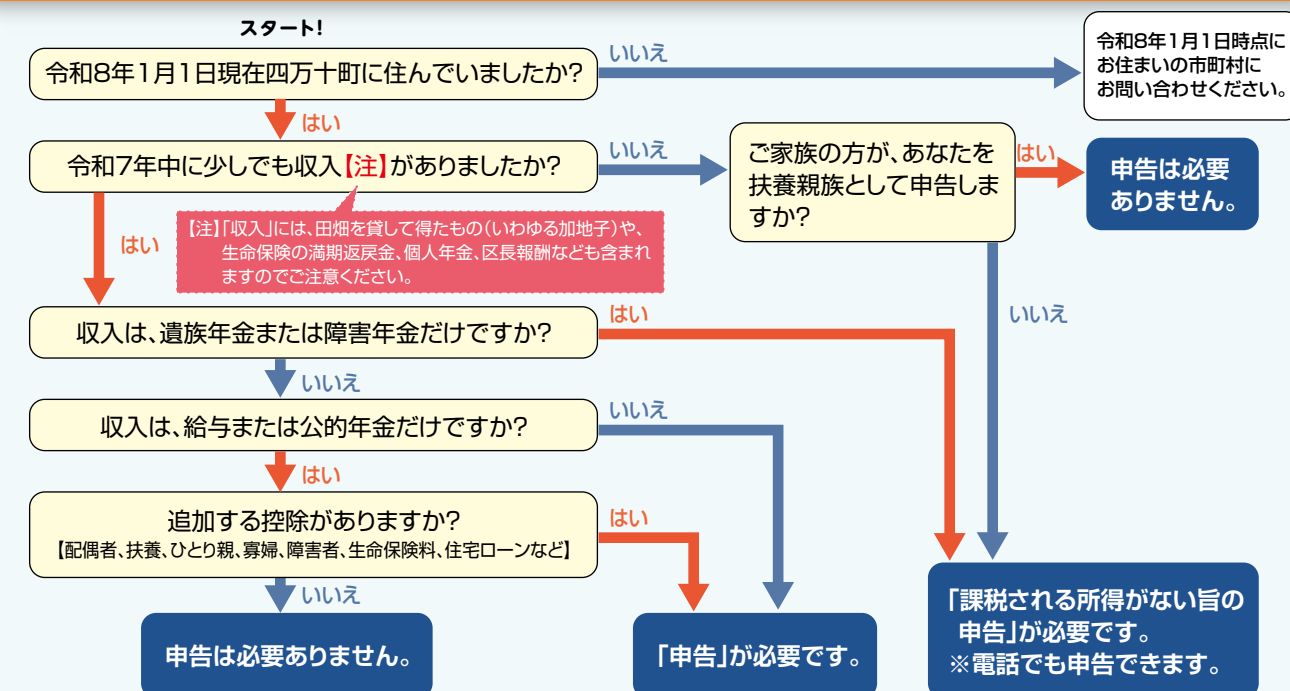 スタート!
令和8年1月1日現在四万十町に住んでいましたか?
いいえ
令和8年1月1日時点に
お住まいの市町村に
お問い合わせください。
はい
令和7年中に少しでも収入【注】がありましたか?
いいえ
ご家族の方が、あなたを
扶養親族として申告しま
すか?
はい
申告は必要
ありません。
【注】「収入」には、田畑を貸して得たもの(いわゆる加地子)や、
生命保険の満期返戻金、個人年金、区長報酬なども含まれ
ますのでご注意ください。
はい
いいえ
収入は、遺族年金または障害年金だけですか?
はい
いいえ
収入は、給与または公的年金だけですか?
いいえ
はい
追加する控除がありますか?
【配偶者、扶養、ひとり親、寡婦、障害者、生命保険料、住宅ローンなど】
はい
いいえ
申告は必要ありません。
「申告」が必要です。
「課税される所得がない旨の
申告」が必要です。
※電話でも申告できます。